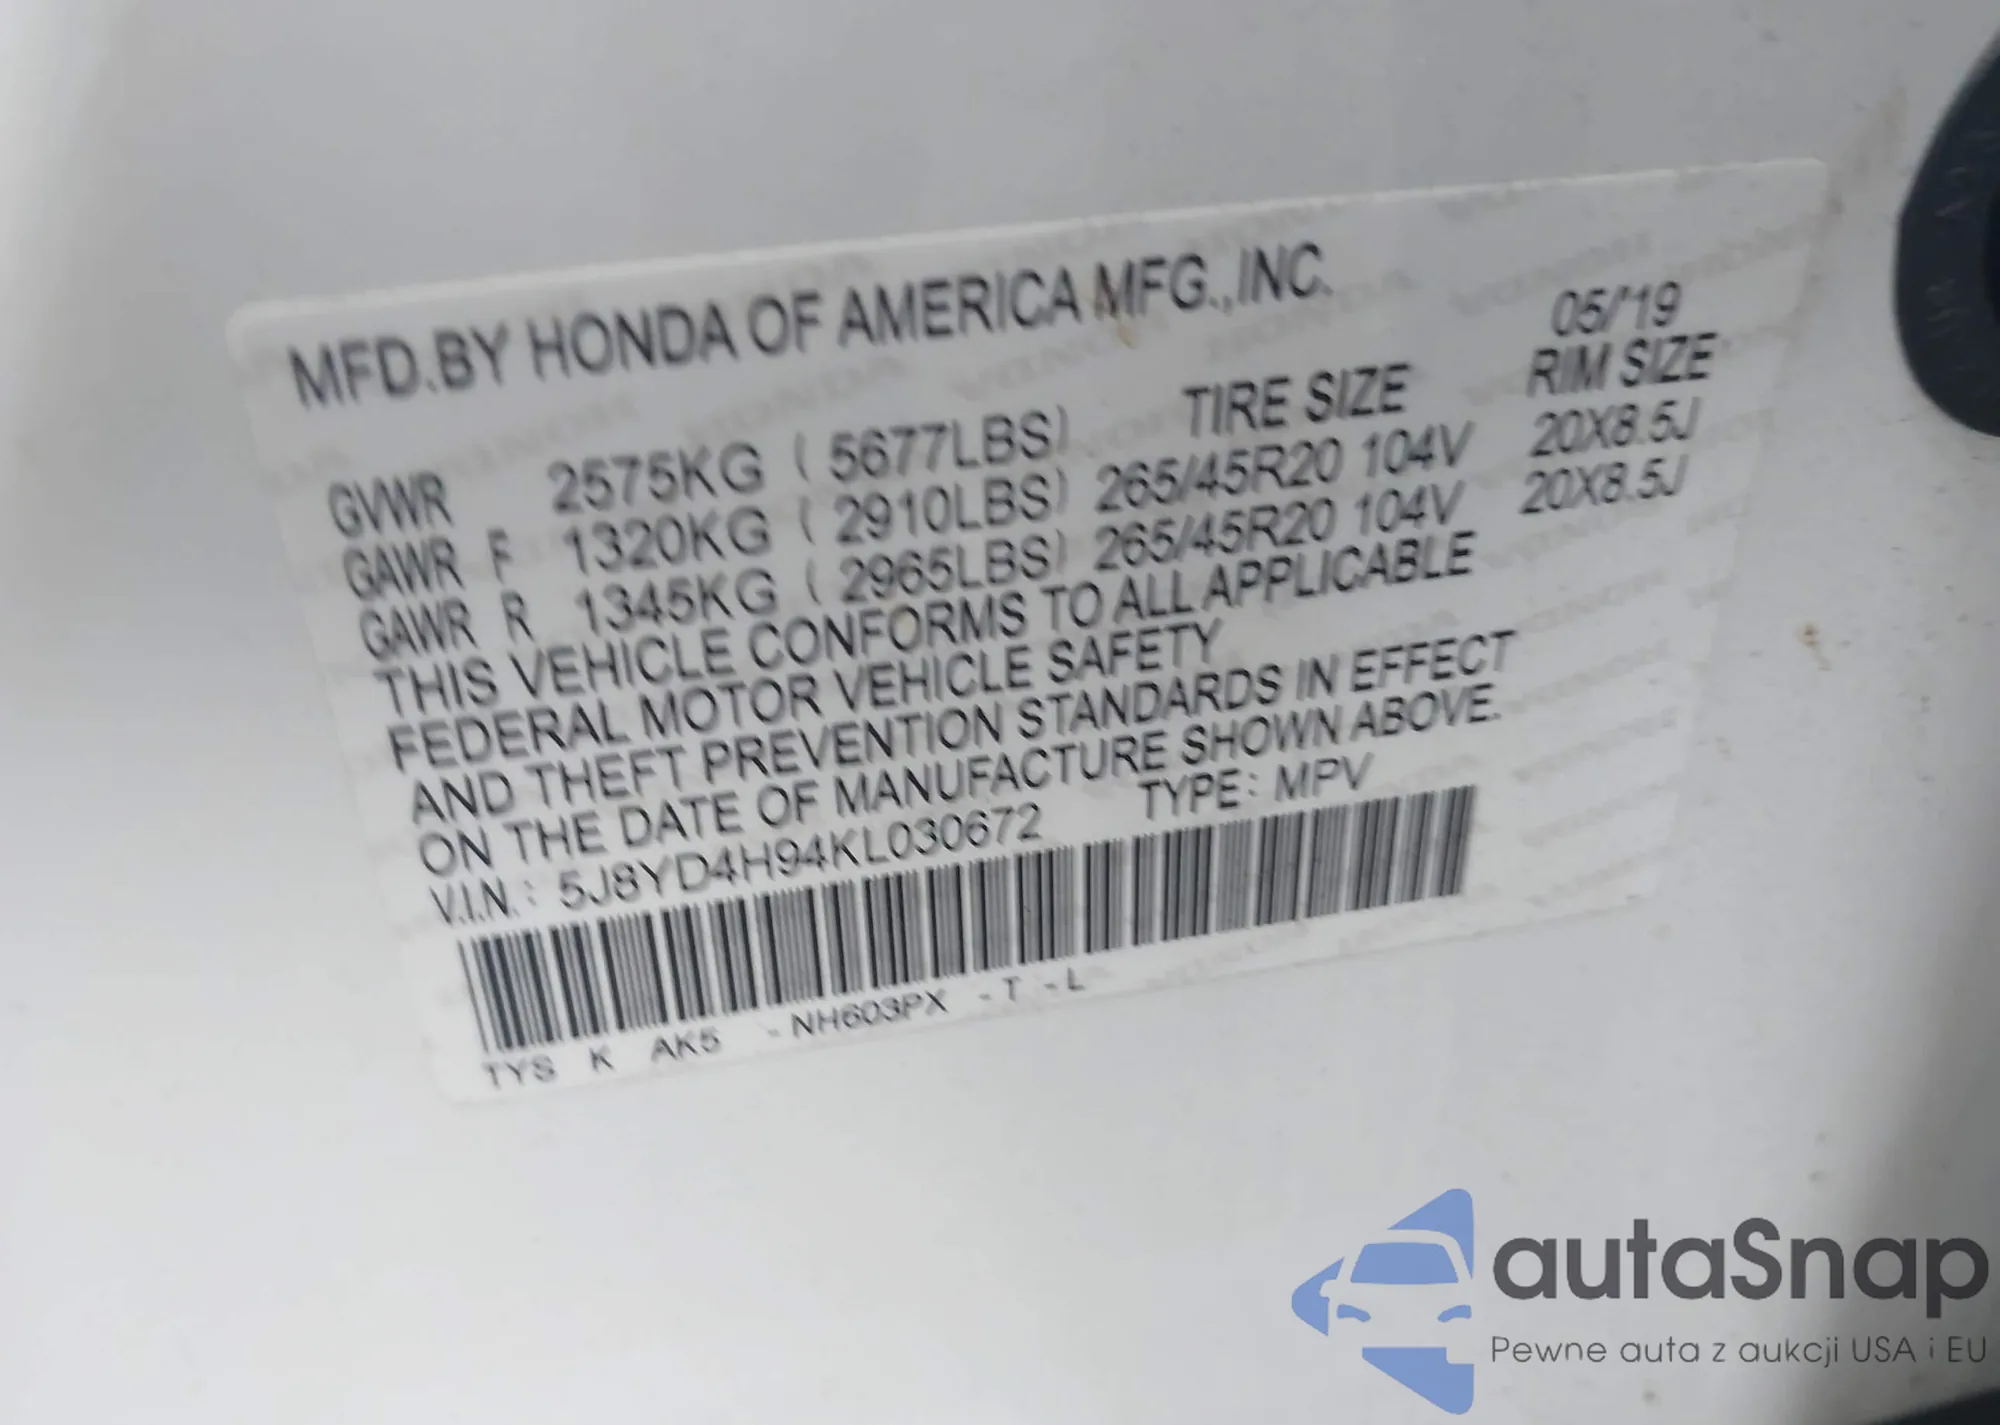 MFD.BY HONDA OF AMERICA MFG.,INC.
05/'19
TIRE SIZE RIM SIZE
GVWR 2575KG ( 5677LBS)
GAWR F 1320KG ( 2910LBS) 265/45R20 104V 20X8.5J
GAWR R 1345KG ( 2965LBS) 265/45R20 104V 20X8.5J
THIS VEHICLE CONFORMS TO ALL APPLICABLE
FEDERAL MOTOR VEHICLE SAFETY
AND THEFT PREVENTION STANDARDS IN EFFECT
ON THE DATE OF MANUFACTURE SHOWN ABOVE.
V.I.N.: 5J8YD4H94KL030672 TYPE: MPV
TYS K AK5 -NH603PX -T -L
autaSnap
Pewne auta z aukcji USA i EU